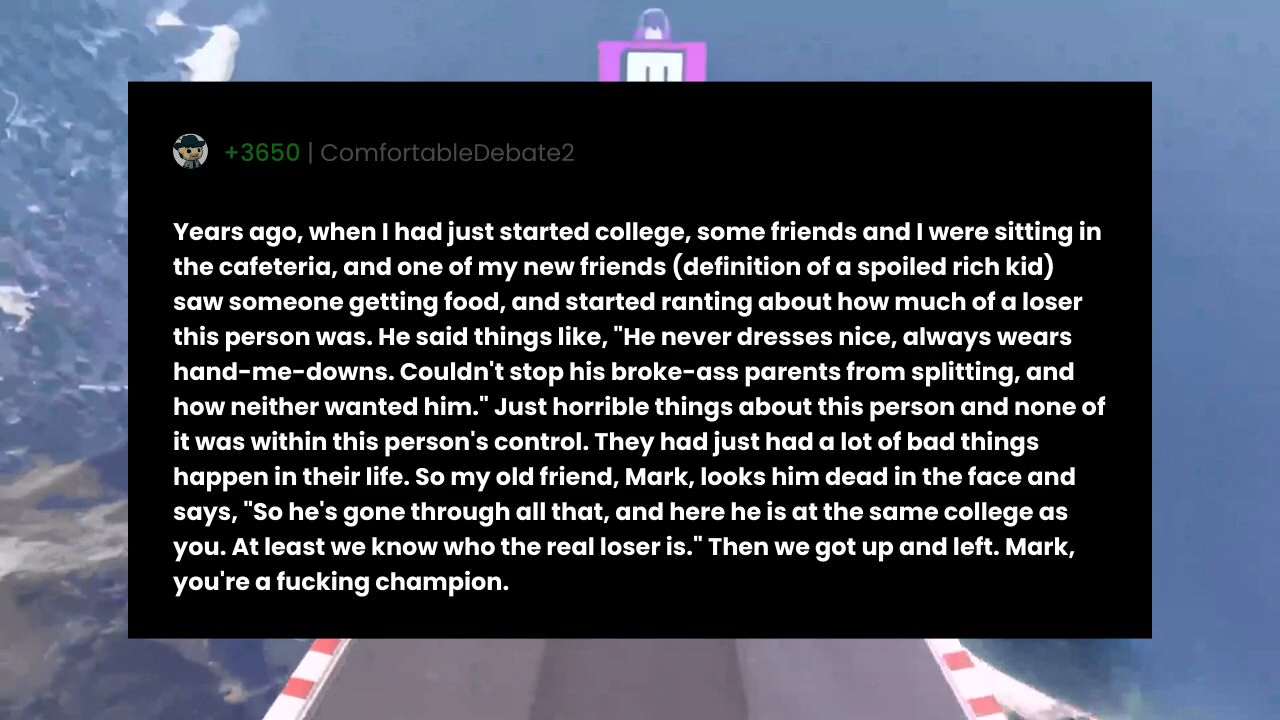 +3650 | ComfortableDebate2
Years ago, when I had just started college, some friends and I were sitting in
the cafeteria, and one of my new friends (definition of a spoiled rich kid)
saw someone getting food, and started ranting about how much of a loser
this person was. He said things like, "He never dresses nice, always wears
hand-me-downs. Couldn't stop his broke-ass parents from splitting, and
how neither wanted him." Just horrible things about this person and none of
it was within this person's control. They had just had a lot of bad things
happen in their life. So my old friend, Mark, looks him dead in the face and
says, "So he's gone through all that, and here he is at the same college as
you. At least we know who the real loser is." Then we got up and left. Mark,
you're a fucking champion.